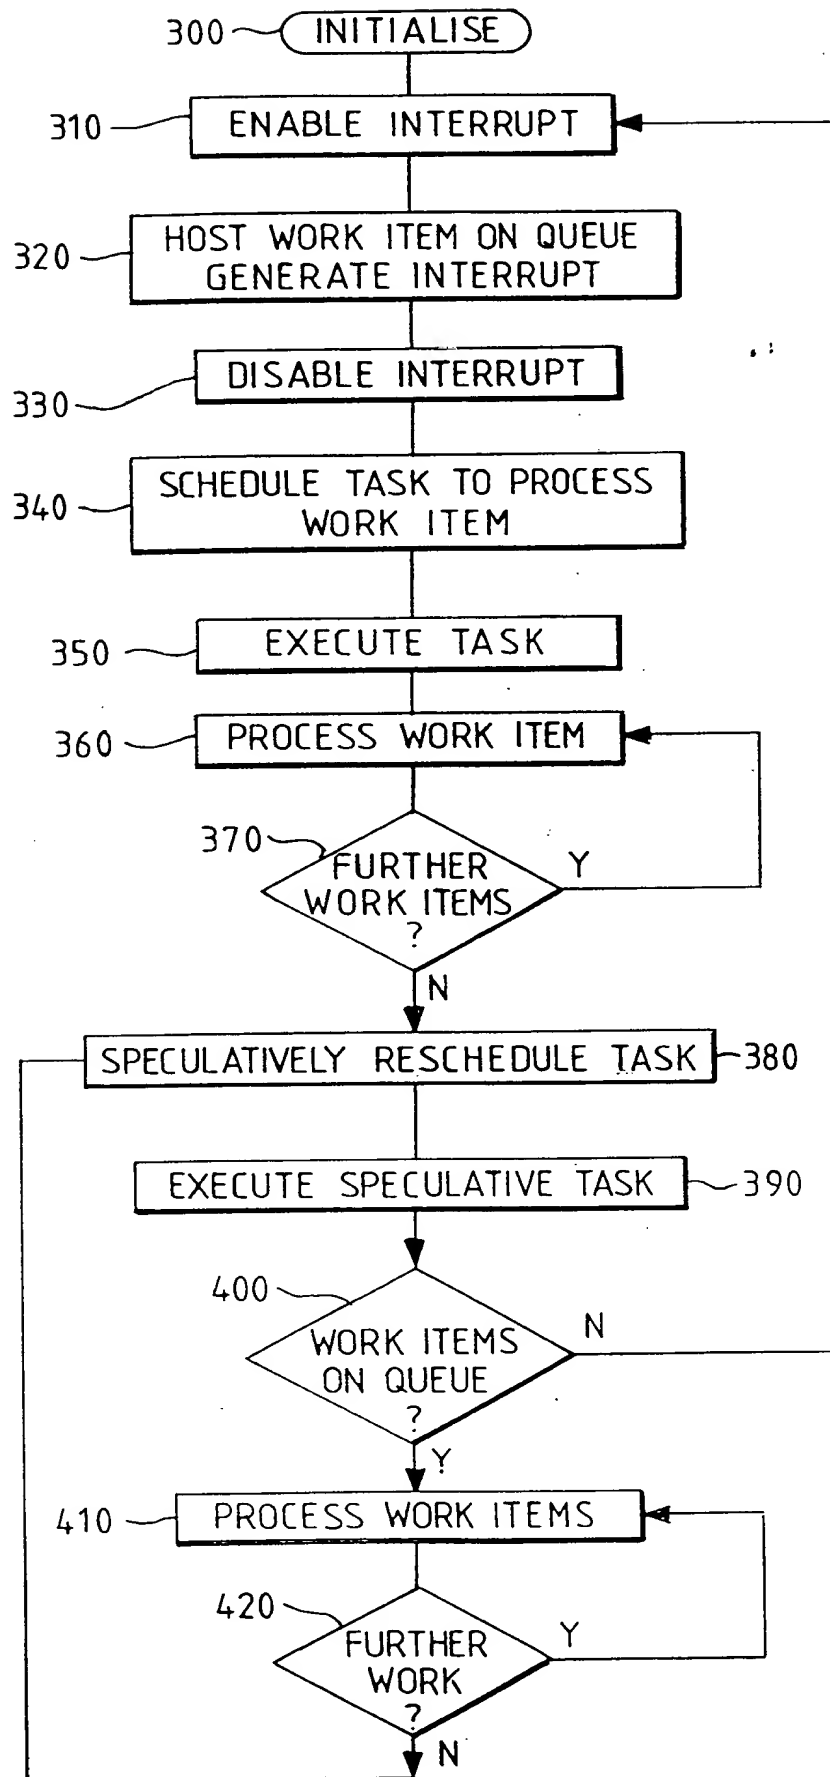 300
INITIALISE
310
ENABLE INTERRUPT
320
HOST WORK ITEM ON QUEUE
GENERATE INTERRUPT
330
DISABLE INTERRUPT
340
SCHEDULE TASK TO PROCESS
WORK ITEM
350
EXECUTE TASK
360
PROCESS WORK ITEM
370
FURTHER
WORK ITEMS
?
Y
N
SPECULATIVELY RESCHEDULE TASK
380
EXECUTE SPECULATIVE TASK
390
400
WORK ITEMS
ON QUEUE
?
N
Y
410
PROCESS WORK ITEMS
420
FURTHER
WORK
?
Y
N